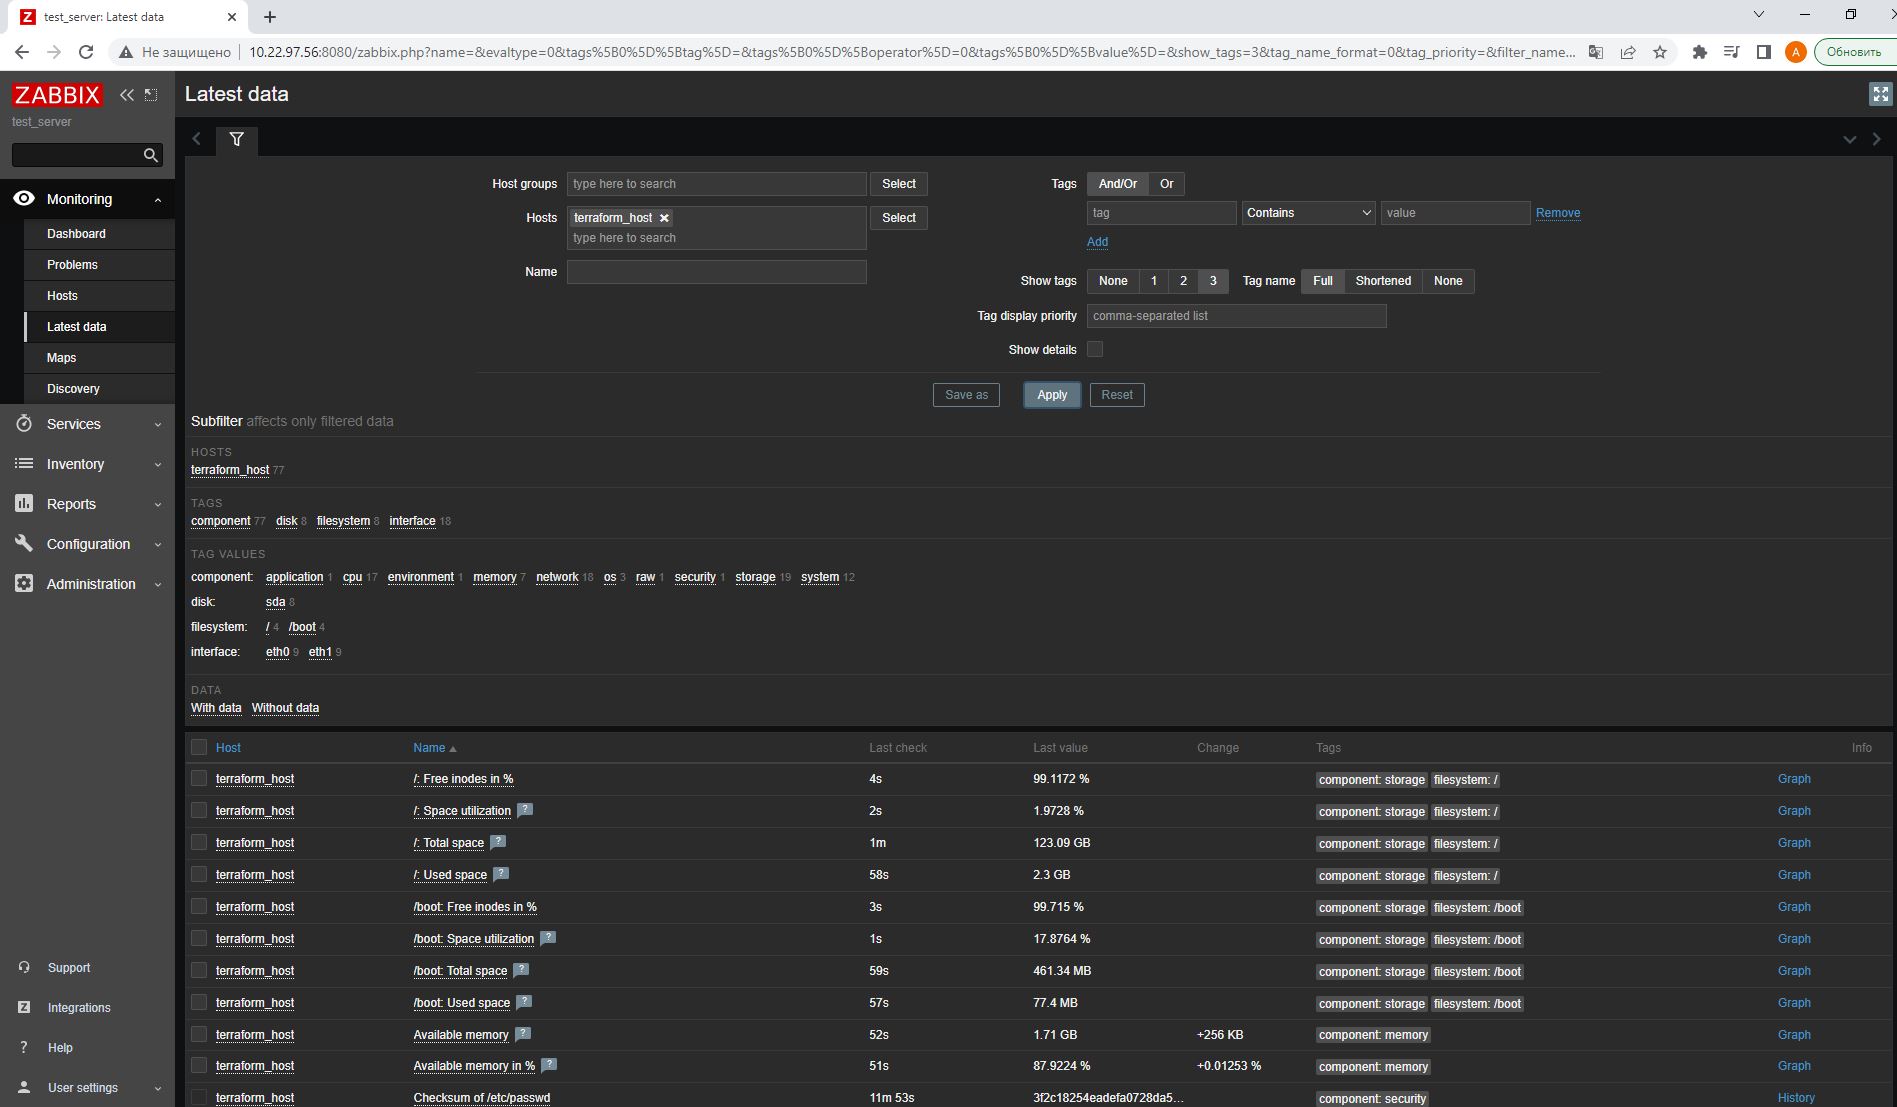 test_server: Latest data
Не защищено 10.22.97.56:8080/zabbix.php?name=&evaltype=0&tags%5B0%5D%5Btag%5D=&tags%5B0%5D%5Boperator%5D=0&tags%5B0%5D%5Bvalue%5D=&show_tags=3&tag_name_format=0&tag_priority=&filter_name... A Обновить
ZABBIX
test_server
Monitoring
Dashboard
Problems
Hosts
Latest data
Maps
Discovery
Services
Inventory
Reports
Configuration
Administration
Support
Integrations
Help
User settings
Latest data
Host groups type here to search Select
Hosts terraform_host Select
type here to search
Name
Tags And/Or Or
tag Contains value Remove
Add
Show tags None 1 2 3 Tag name Full Shortened None
Tag display priority comma-separated list
Show details
Save as Apply Reset
Subfilter affects only filtered data
HOSTS
terraform_host 77
TAGS
component 77 disk 8 filesystem 8 interface 18
TAG VALUES
component: application 1 cpu 17 environment 1 memory 7 network 18 os 3 raw 1 security 1 storage 19 system 12
disk: sda 8
filesystem: / 4 /boot 4
interface: eth0 9 eth1 9
DATA
With data Without data
Host Name Last check Last value Change Tags Info
terraform_host /: Free inodes in % 4s 99.1172 % component: storage filesystem: / Graph
terraform_host /: Space utilization ? 2s 1.9728 % component: storage filesystem: / Graph
terraform_host /: Total space ? 1m 123.09 GB component: storage filesystem: / Graph
terraform_host /: Used space ? 58s 2.3 GB component: storage filesystem: / Graph
terraform_host /boot: Free inodes in % 3s 99.715 % component: storage filesystem: /boot Graph
terraform_host /boot: Space utilization ? 1s 17.8764 % component: storage filesystem: /boot Graph
terraform_host /boot: Total space ? 59s 461.34 MB component: storage filesystem: /boot Graph
terraform_host /boot: Used space ? 57s 77.4 MB component: storage filesystem: /boot Graph
terraform_host Available memory ? 52s 1.71 GB +256 KB component: memory Graph
terraform_host Available memory in % ? 51s 87.9224 % +0.01253 % component: memory Graph
terraform_host Checksum of /etc/passwd 11m 53s 3f2c18254eadefa0728da5... component: security History